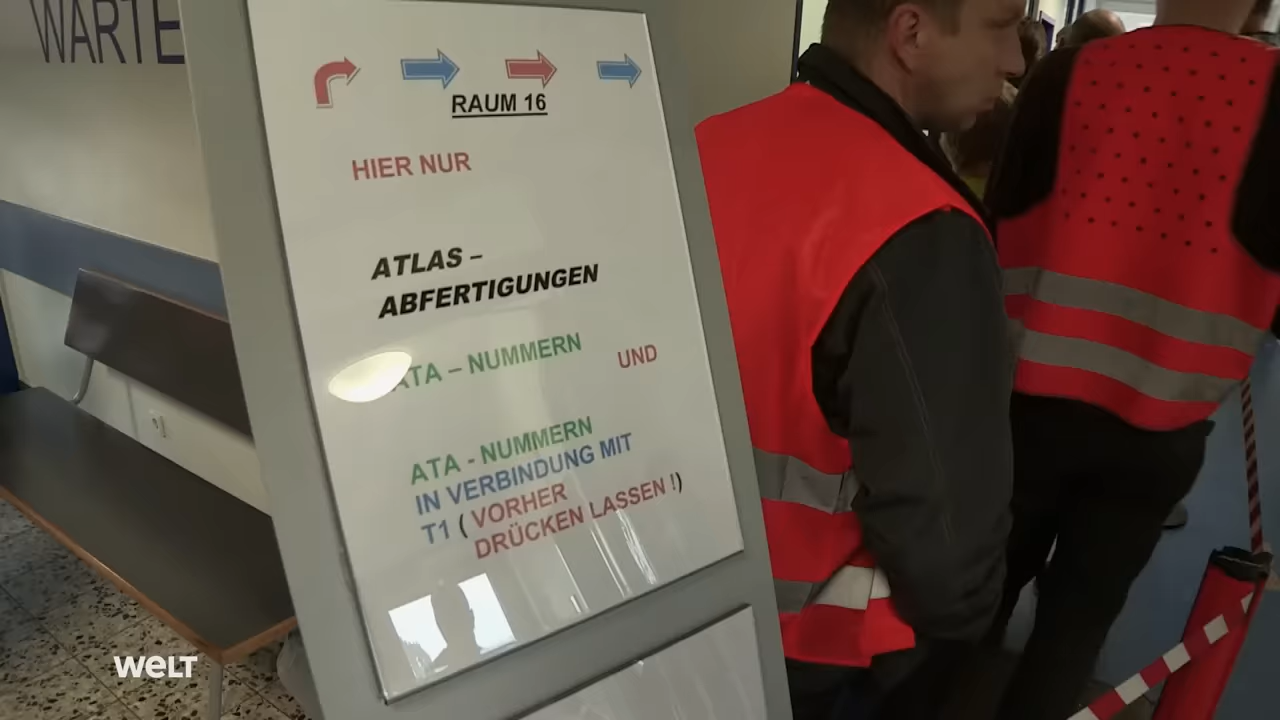 WARTE
RAUM 16
HIER NUR
ATLAS –
ABFERTIGUNGEN
ATA – NUMMERN
UND
ATA - NUMMERN
IN VERBINDUNG MIT
T1 ( VORHER
DRÜCKEN LASSEN !)
WELT